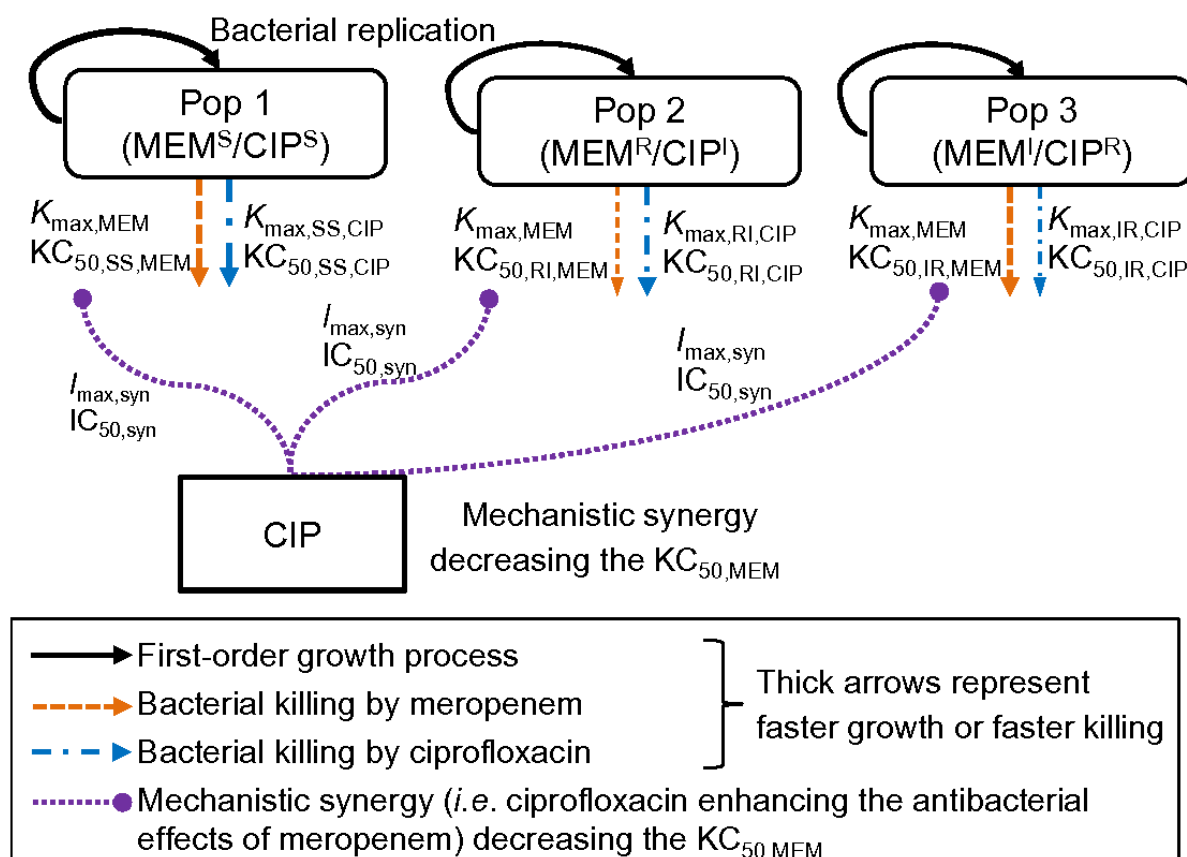 Bacterial replication
Pop 1
(MEMS/CIPS)
Pop 2
(MEMR/CIPI)
Pop 3
(MEMI/CIPR)
Kmax,MEM
KC50,SS,MEM
Kmax,SS,CIP
KC50,SS,CIP
Kmax,MEM
KC50,RI,MEM
Kmax,RI,CIP
KC50,RI,CIP
Kmax,MEM
KC50,IR,MEM
Kmax,IR,CIP
KC50,IR,CIP
Imax,syn
IC50,syn
Imax,syn
IC50,syn
Imax,syn
IC50,syn
CIP
Mechanistic synergy
decreasing the KC50,MEM
First-order growth process
Bacterial killing by meropenem
Bacterial killing by ciprofloxacin
Thick arrows represent
faster growth or faster killing
Mechanistic synergy (i.e. ciprofloxacin enhancing the antibacterial
effects of meropenem) decreasing the KC50,MEM